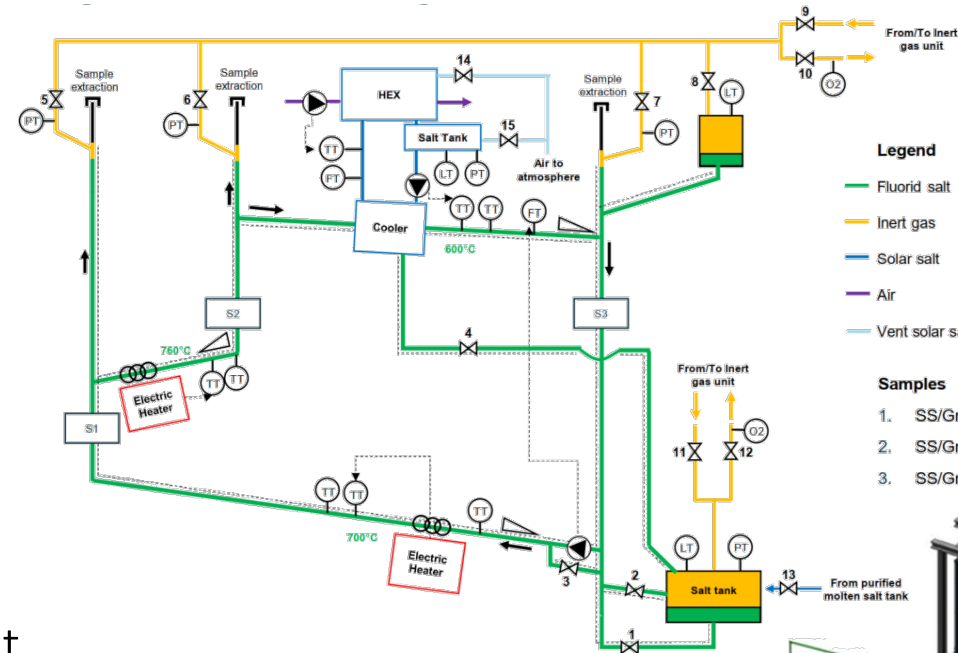 9
From/To Inert
gas unit
10
O2
Sample
extraction
5
PT
Sample
extraction
6
PT
14
HEX
15
Salt Tank
TT
FT
LT
PT
Air to
atmosphere
Sample
extraction
7
PT
8
LT
Legend
Fluorid salt
Inert gas
Solar salt
Air
Vent solar
Cooler
TT
TT
FT
600°C
S2
S3
4
760°C
TT
TT
Electric
Heater
S1
From/To Inert
gas unit
11
12
O2
Samples
1.
2.
3.
TT
TT
TT
700°C
Electric
Heater
3
2
1
LT
PT
Salt tank
13
From purified
molten salt tank
t